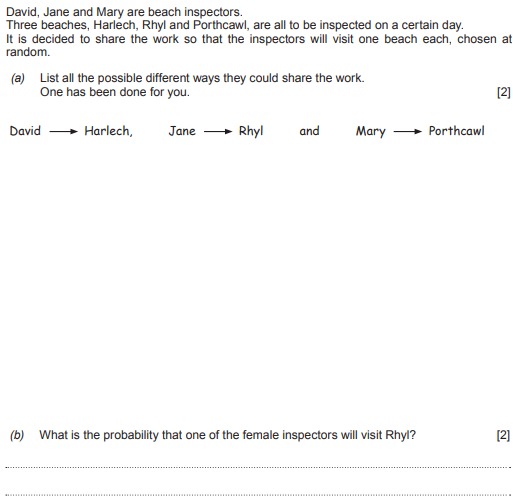 David, Jane and Mary are beach inspectors.
Three beaches, Harlech, Rhyl and Porthcawl, are all to be inspected on a certain day.
It is decided to share the work so that the inspectors will visit one beach each, chosen at
random.
(a) List all the possible different ways they could share the work.
One has been done for you. [2]
David → Harlech, Jane → Rhyl and Mary → Porthcawl
(b) What is the probability that one of the female inspectors will visit Rhyl? [2]